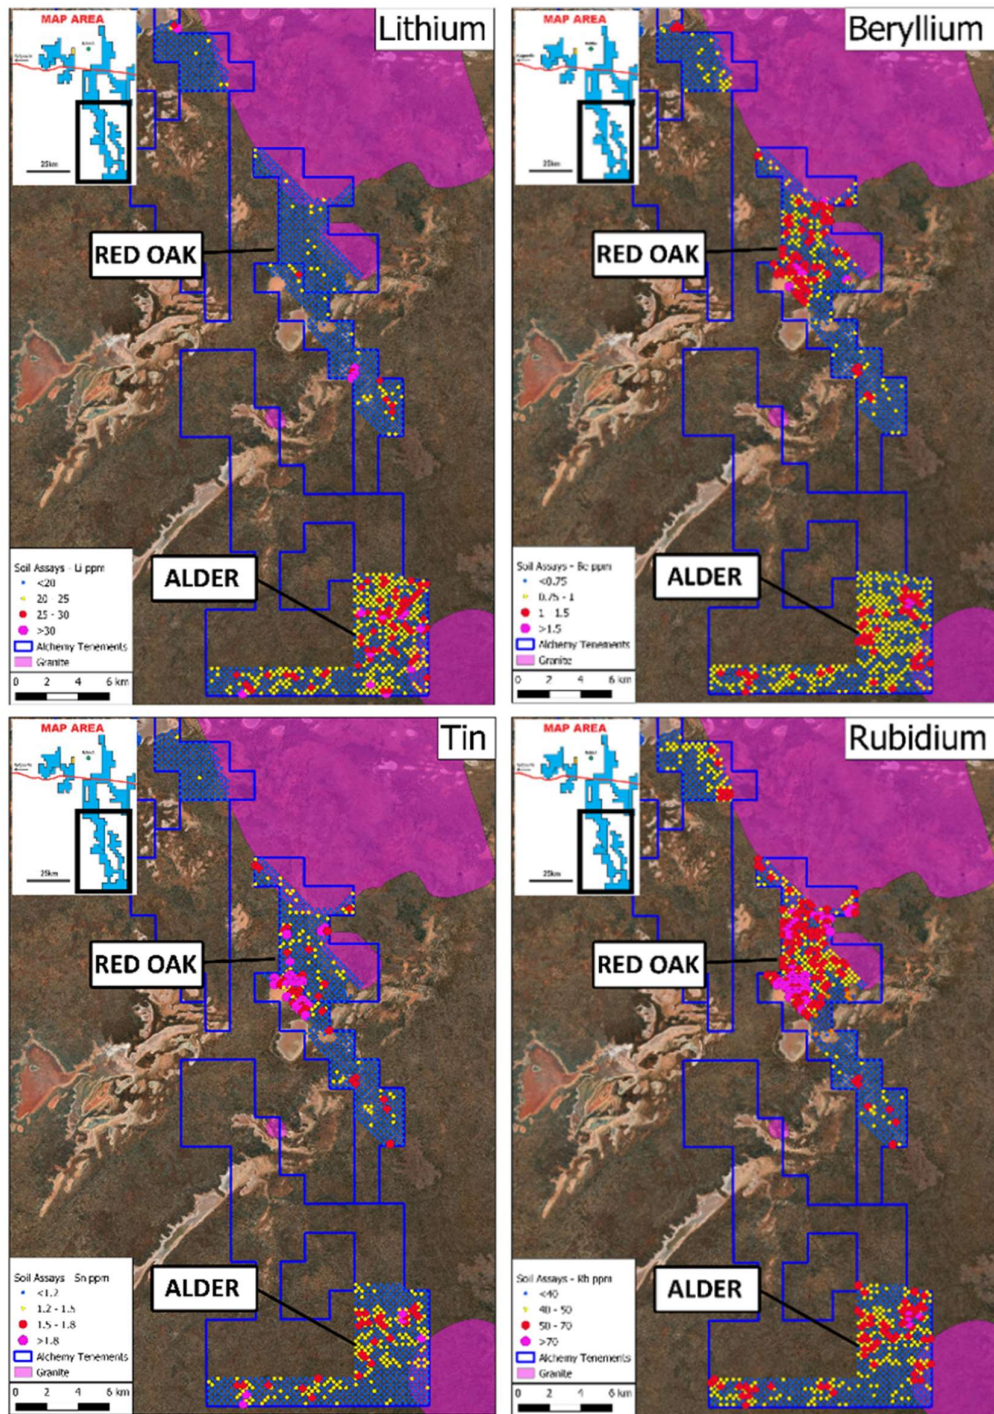 MAP AREA
Lithium
25km
RED OAK
ALDER
Soil Assays - Li ppm
<20
20 - 25
25 - 30
>30
Alchemy Tenements
Granite
0 2 4 6 km
MAP AREA
Beryllium
25km
RED OAK
ALDER
Soil Assays - Be ppm
<0.75
0.75 - 1
1 - 1.5
>1.5
Alchemy Tenements
Granite
0 2 4 6 km
MAP AREA
Tin
25km
RED OAK
ALDER
Soil Assays Sn ppm
<1.2
1.2 - 1.5
1.5 - 1.8
>1.8
Alchemy Tenements
Granite
0 2 4 6 km
MAP AREA
Rubidium
25km
RED OAK
ALDER
Soil Assays - Rb ppm
<40
40 - 50
50 - 70
>70
Alchemy Tenements
Granite
0 2 4 6 km